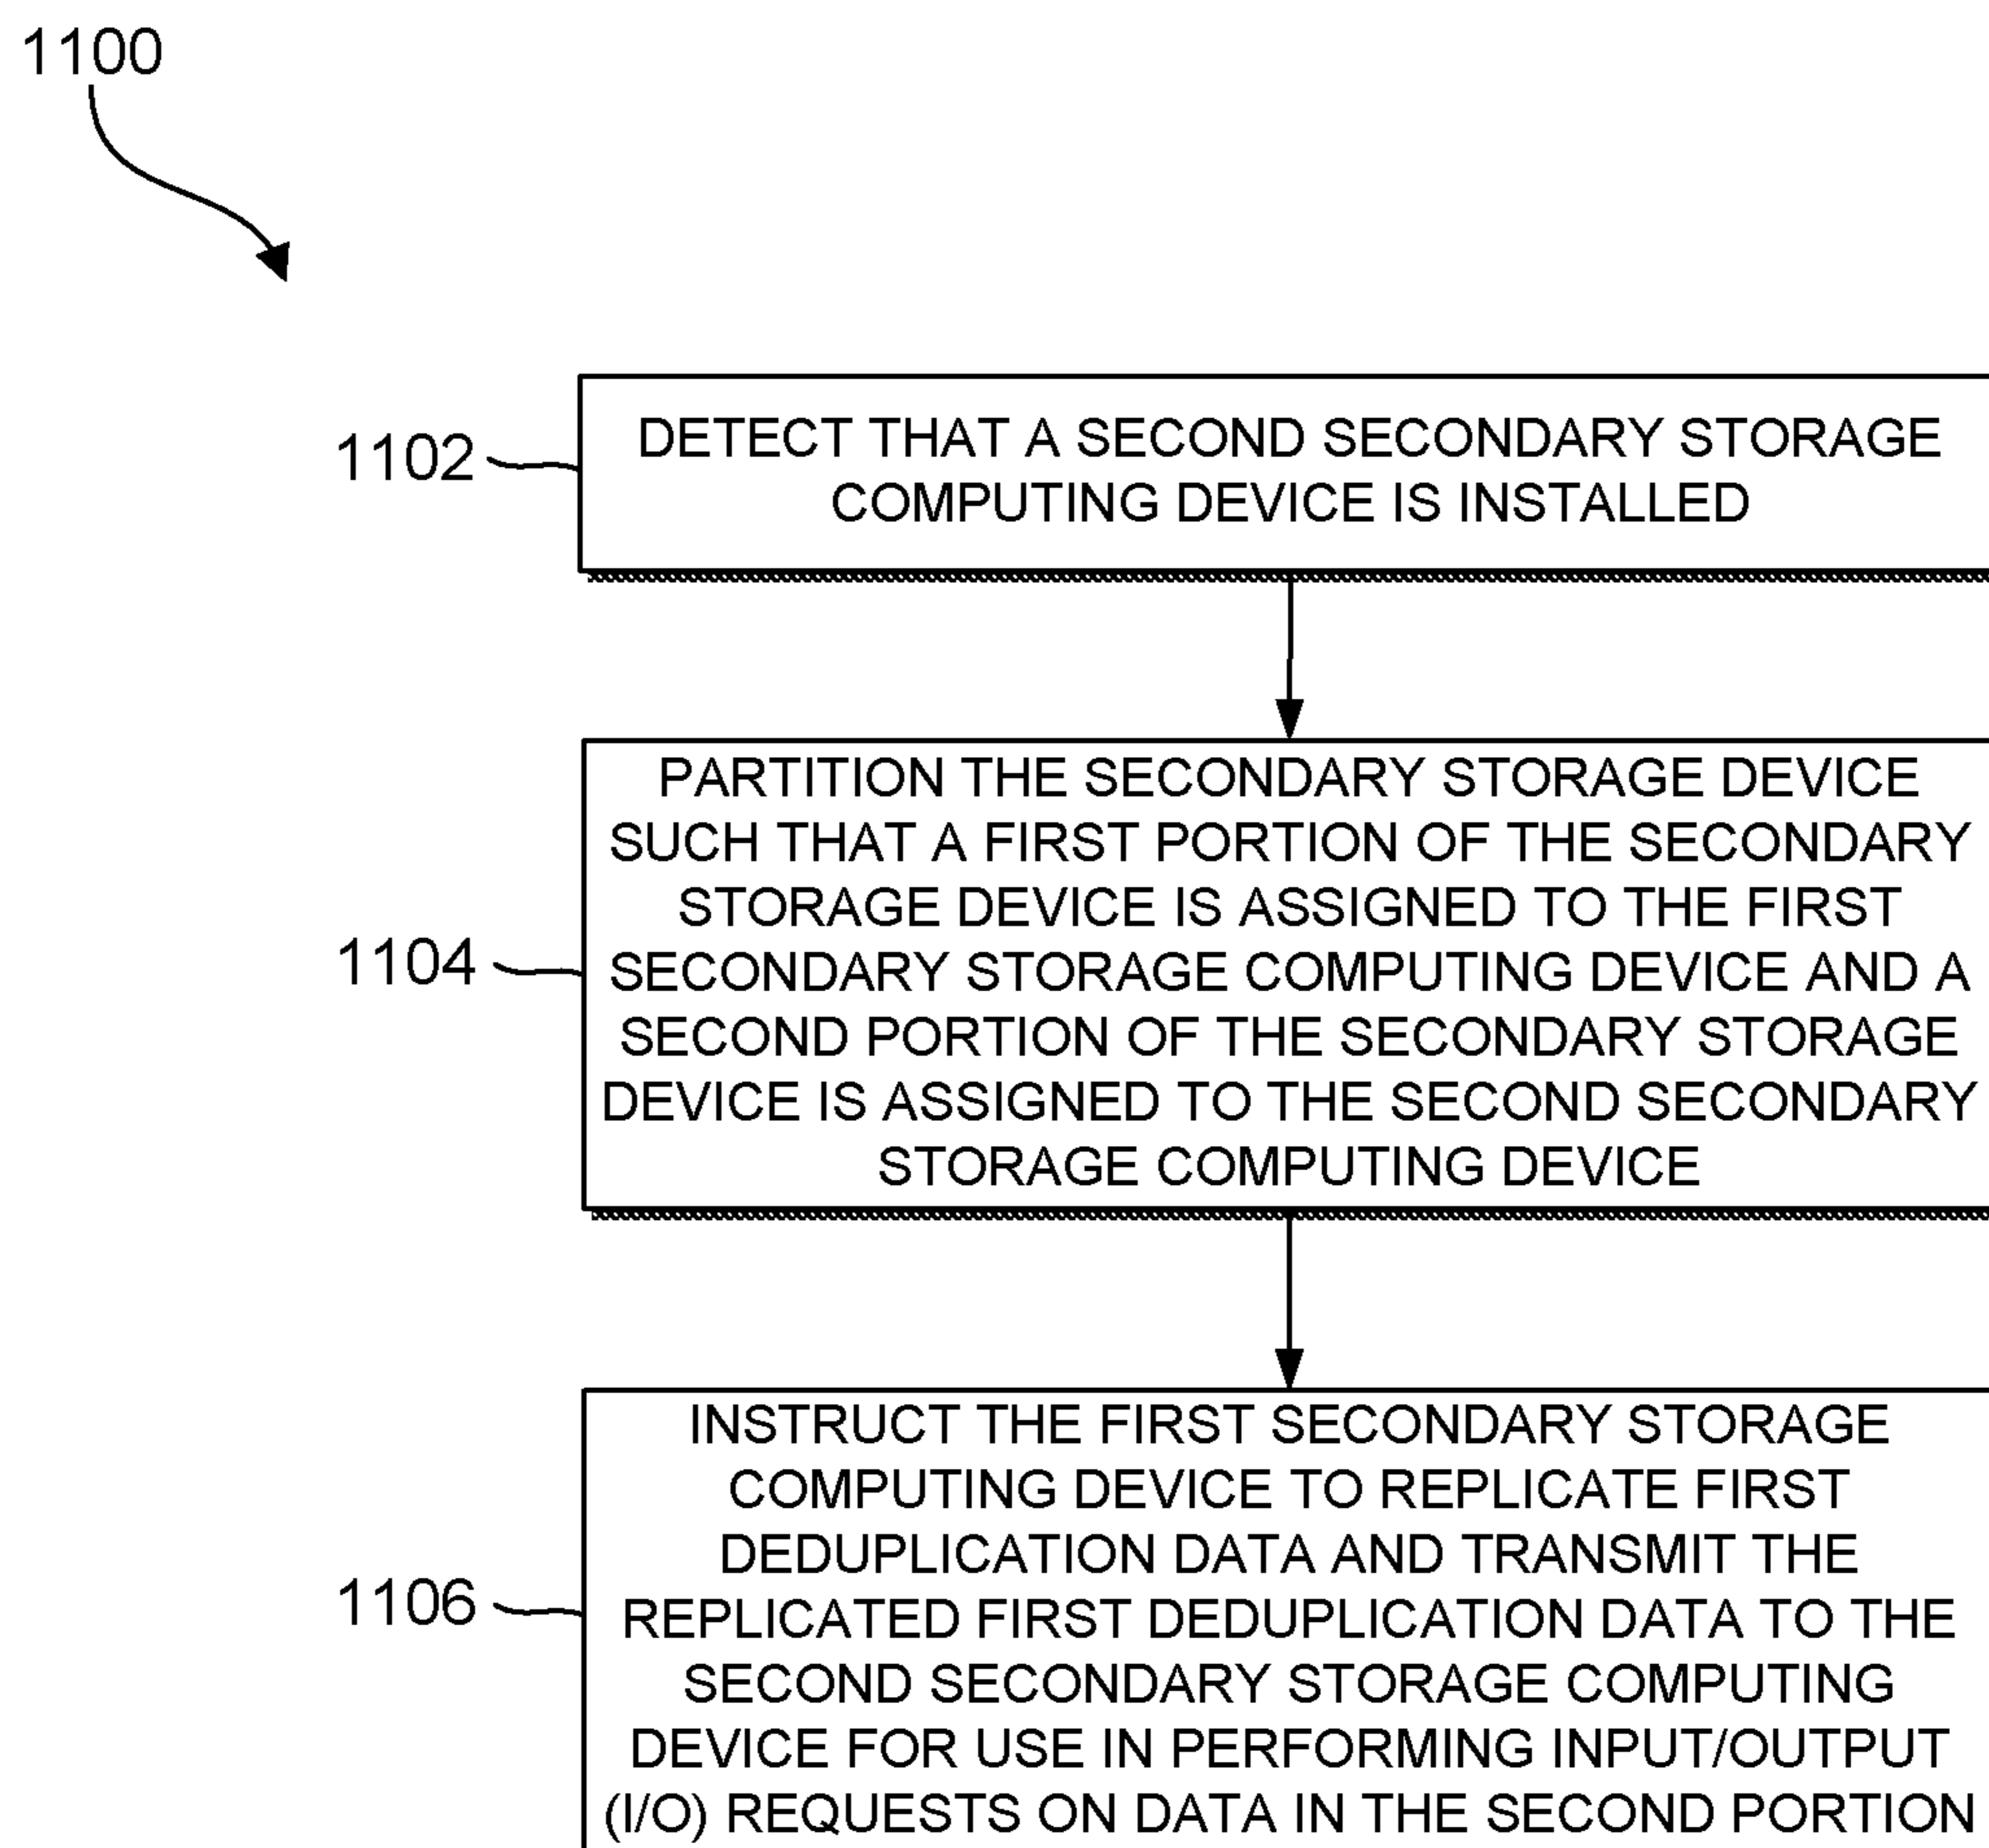 1100
1102
DETECT THAT A SECOND SECONDARY STORAGE
COMPUTING DEVICE IS INSTALLED
1104
PARTITION THE SECONDARY STORAGE DEVICE
SUCH THAT A FIRST PORTION OF THE SECONDARY
STORAGE DEVICE IS ASSIGNED TO THE FIRST
SECONDARY STORAGE COMPUTING DEVICE AND A
SECOND PORTION OF THE SECONDARY STORAGE
DEVICE IS ASSIGNED TO THE SECOND SECONDARY
STORAGE COMPUTING DEVICE
1106
INSTRUCT THE FIRST SECONDARY STORAGE
COMPUTING DEVICE TO REPLICATE FIRST
DEDUPLICATION DATA AND TRANSMIT THE
REPLICATED FIRST DEDUPLICATION DATA TO THE
SECOND SECONDARY STORAGE COMPUTING
DEVICE FOR USE IN PERFORMING INPUT/OUTPUT
(I/O) REQUESTS ON DATA IN THE SECOND PORTION